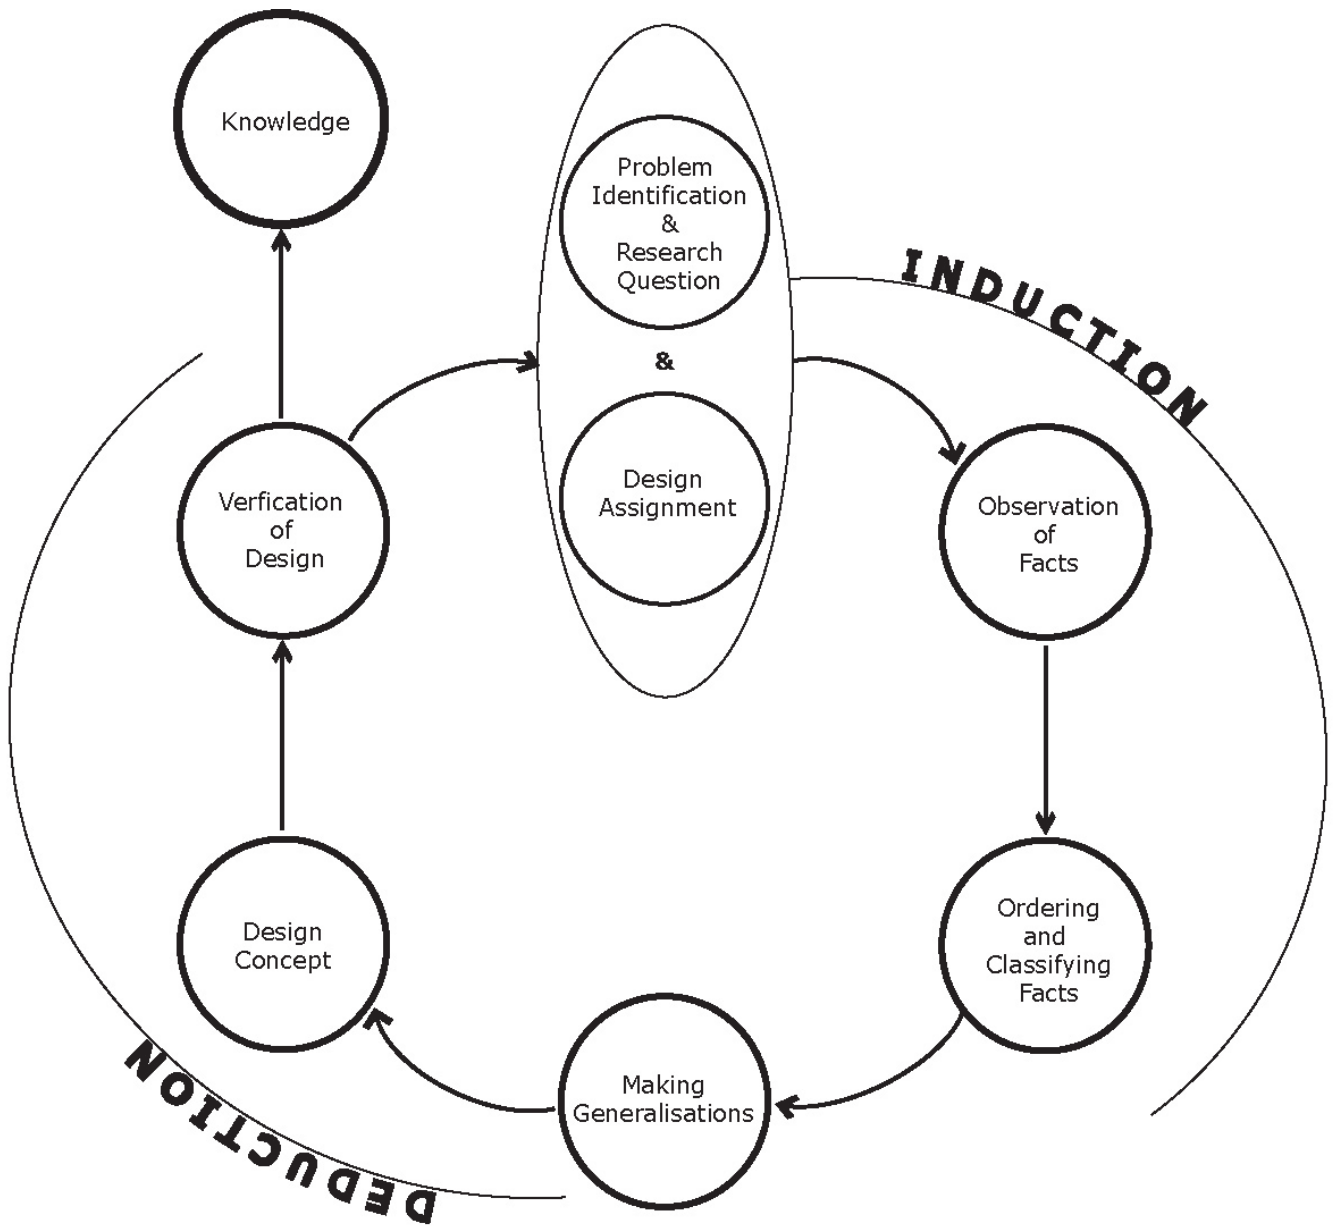 Knowledge
Problem
Identification
&
Research
Question
&
Design
Assignment
INDUCTION
Observation
of
Facts
Ordering
and
Classifying
Facts
Making
Generalisations
Design
Concept
DEDUCTION
Verfication
of
Design